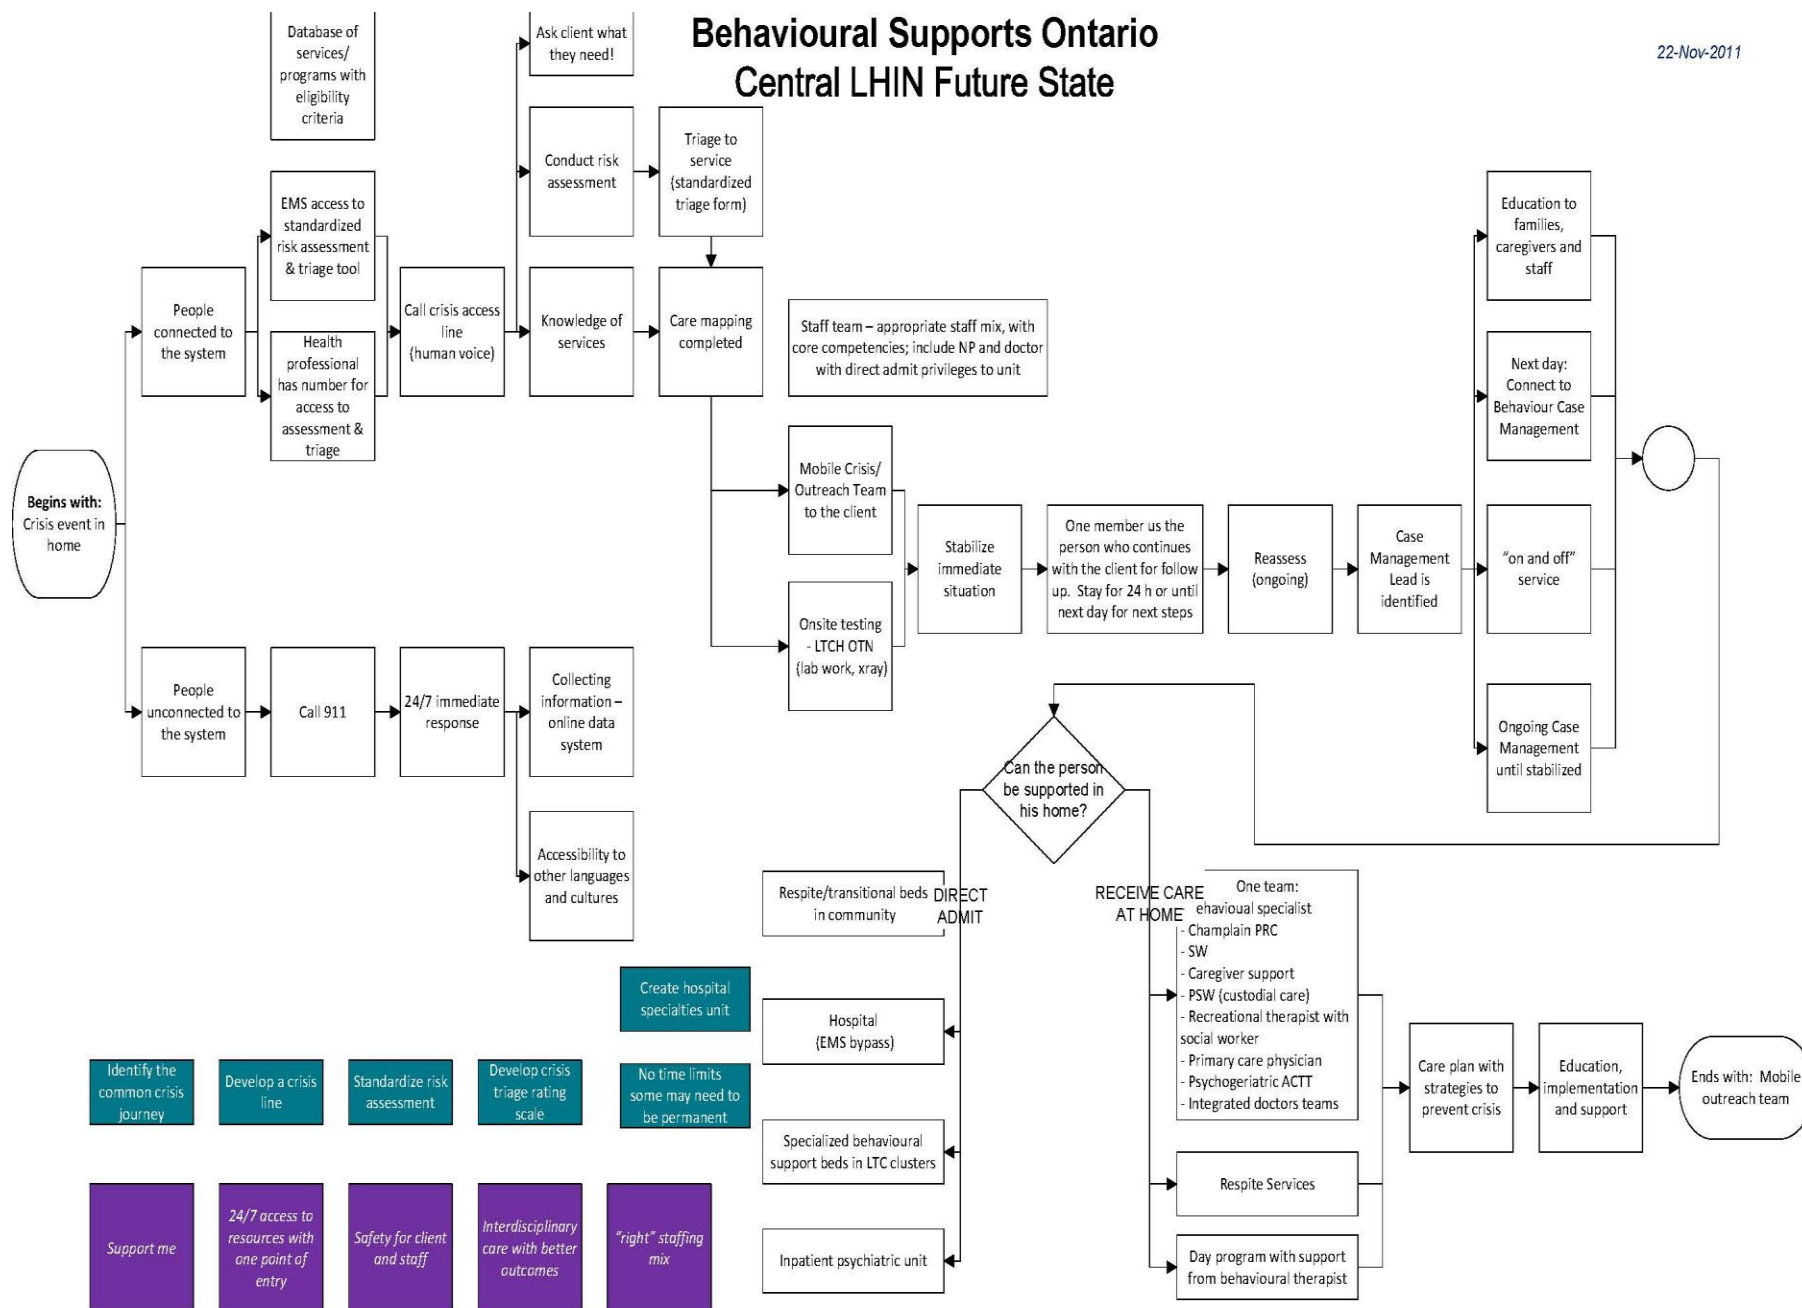 Behavioural Supports Ontario
Central LHIN Future State
22-Nov-2011
Database of
services/
programs with
eligibility
criteria
Ask client what
they need!
Conduct risk
assessment
Triage to
service
(standardized
triage form)
EMS access to
standardized
risk assessment
& triage tool
People
connected to
the system
Health
professional
has number for
access to
assessment &
triage
Call crisis access
line
(human voice)
Knowledge of
services
Care mapping
completed
Staff team – appropriate staff mix, with
core competencies; include NP and doctor
with direct admit privileges to unit
Education to
families,
caregivers and
staff
Next day:
Connect to
Behaviour Case
Management
Begins with:
Crisis event in
home
Mobile Crisis/
Outreach Team
to the client
Onsite testing
- LTCH OTN
(lab work, xray)
Stabilize
immediate
situation
One member us the
person who continues
with the client for follow
up.  Stay for 24 h or until
next day for next steps
Reassess
(ongoing)
Case
Management
Lead is
identified
"on and off"
service
Ongoing Case
Management
until stabilized
People
unconnected to
the system
Call 911
24/7 immediate
response
Collecting
information –
online data
system
Accessibility to
other languages
and cultures
Can the person
be supported in
his home?
DIRECT
ADMIT
RECEIVE CARE
AT HOME
Respite/transitional beds
in community
Hospital
(EMS bypass)
Specialized behavioural
support beds in LTC clusters
Inpatient psychiatric unit
One team:
ehavioual specialist
- Champlain PRC
- SW
- Caregiver support
- PSW (custodial care)
- Recreational therapist with
social worker
- Primary care physician
- Psychogeriatric ACTT
- Integrated doctors teams
Respite Services
Day program with support
from behavioural therapist
Care plan with
strategies to
prevent crisis
Education,
implementation
and support
Ends with:  Mobile
outreach team
Create hospital
specialties unit
Identify the
common crisis
journey
Develop a crisis
line
Standardize risk
assessment
Develop crisis
triage rating
scale
No time limits
some may need to
be permanent
Support me
24/7 access to
resources with
one point of
entry
Safety for client
and staff
Interdisciplinary
care with better
outcomes
"right" staffing
mix